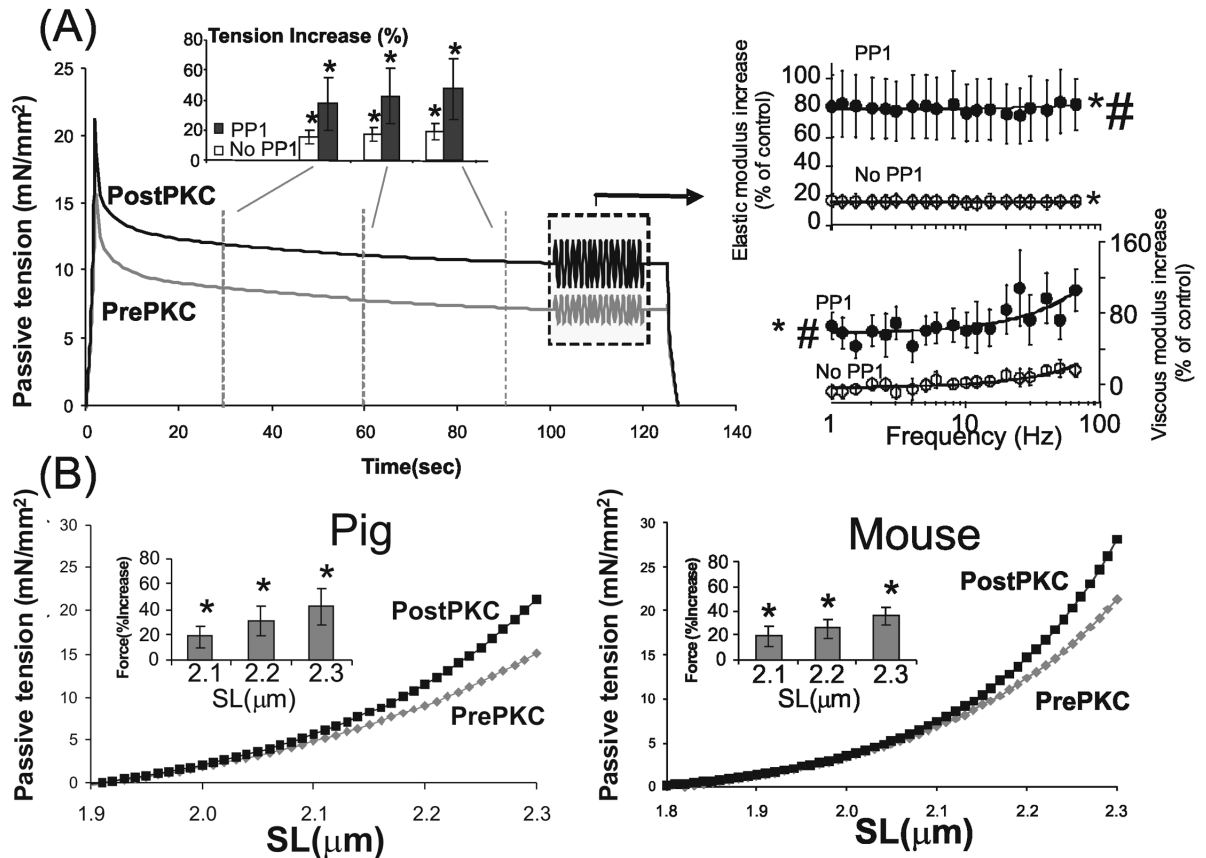 (A)
Tension Increase (%)
80
60
40
20
0
* * * * * *
PP1
No PP1
25
20
15
10
5
0
Passive tension (mN/mm²)
PostPKC
PrePKC
0 20 40 60 80 100 120 140
Time(sec)
Elastic modulus increase
(% of control)
100
80
60
40
20
0
PP1
*#
No PP1
*
Viscous modulus increase
(% of control)
160
80
0
PP1
*#
No PP1
1 10 100
Frequency (Hz)
(B)
Passive tension (mN/mm²)
30
25
20
15
10
5
0
Pig
Force(%Increase)
80
60
40
20
0
* * *
2.1 2.2 2.3
SL(μm)
PostPKC
PrePKC
1.9 2.0 2.1 2.2 2.3
SL(μm)
Passive tension (mN/mm²)
30
25
20
15
10
5
0
Mouse
Force(%Increase)
80
60
40
20
0
* * *
2.1 2.2 2.3
SL(μm)
PostPKC
PrePKC
1.8 1.9 2.0 2.1 2.2 2.3
SL(μm)